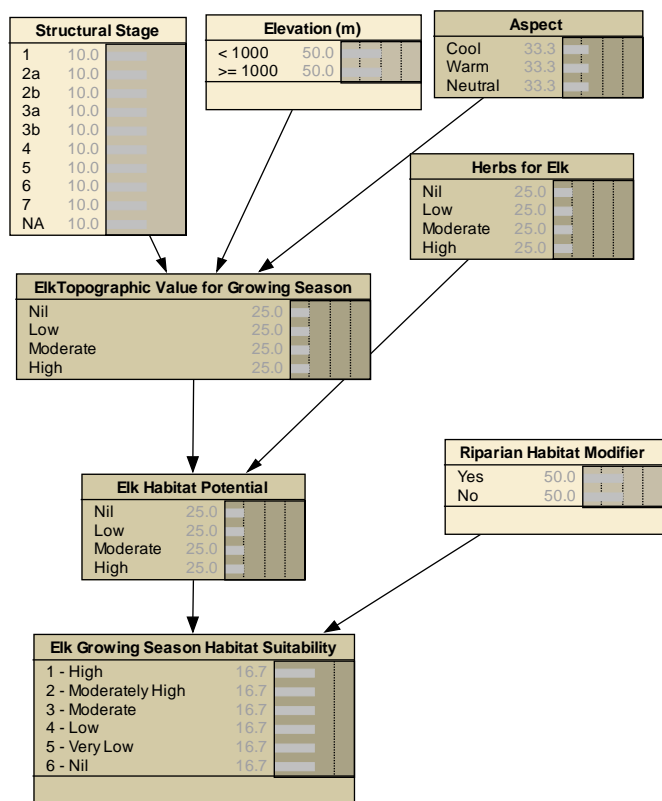 Structural Stage
1 10.0
2a 10.0
2b 10.0
3a 10.0
3b 10.0
4 10.0
5 10.0
6 10.0
7 10.0
NA 10.0
Elevation (m)
< 1000 50.0
>= 1000 50.0
Aspect
Cool 33.3
Warm 33.3
Neutral 33.3
Herbs for Elk
Nil 25.0
Low 25.0
Moderate 25.0
High 25.0
ElkTopographic Value for Growing Season
Nil 25.0
Low 25.0
Moderate 25.0
High 25.0
Elk Habitat Potential
Nil 25.0
Low 25.0
Moderate 25.0
High 25.0
Riparian Habitat Modifier
Yes 50.0
No 50.0
Elk Growing Season Habitat Suitability
1 - High 16.7
2 - Moderately High 16.7
3 - Moderate 16.7
4 - Low 16.7
5 - Very Low 16.7
6 - Nil 16.7